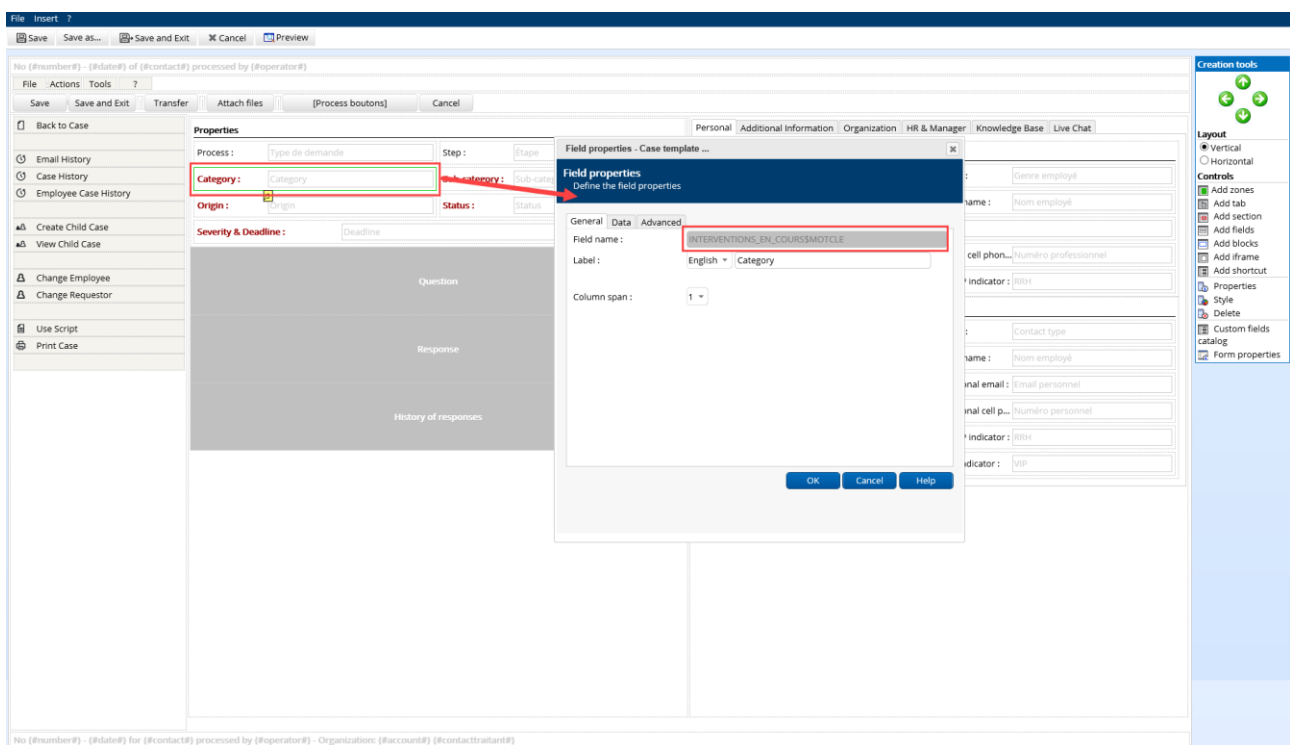 File Insert ?
Save Save as... Save and Exit Cancel Preview
No {#number#} - {#date#} of {#contact#} processed by {#operator#}
File Actions Tools ?
Save Save and Exit Transfer Attach files [Process boutons] Cancel
Back to Case
Email History
Case History
Employee Case History
Create Child Case
View Child Case
Change Employee
Change Requestor
Use Script
Print Case
Properties
Process : Type de demande Step : Étape
Category : Category Sub-category : Sub-cate
Origin : Origin Status : Status
Severity & Deadline : Deadline
Question
Response
History of responses
Personal Additional Information Organization HR & Manager Knowledge Base Live Chat
: Genre employé
name : Nom employé
cell phon... Numéro professionnel
indicator : RRH
: Contact type
name : Nom employé
nal email : Email personnel
nal cell p... Numéro personnel
indicator : RRH
dicator : VIP
Field properties - Case template ...
Field properties
Define the field properties
General Data Advanced
Field name : INTERVENTIONS_EN_COURS$MOTCLE
Label : English Category
Column span : 1
OK Cancel Help
Creation tools
Layout
Vertical
Horizontal
Controls
Add zones
Add tab
Add section
Add fields
Add blocks
Add iframe
Add shortcut
Properties
Style
Delete
Custom fields
catalog
Form properties
No {#number#} - {#date#} for {#contact#} processed by {#operator#} - Organization: {#account#} {#contacttraitant#}